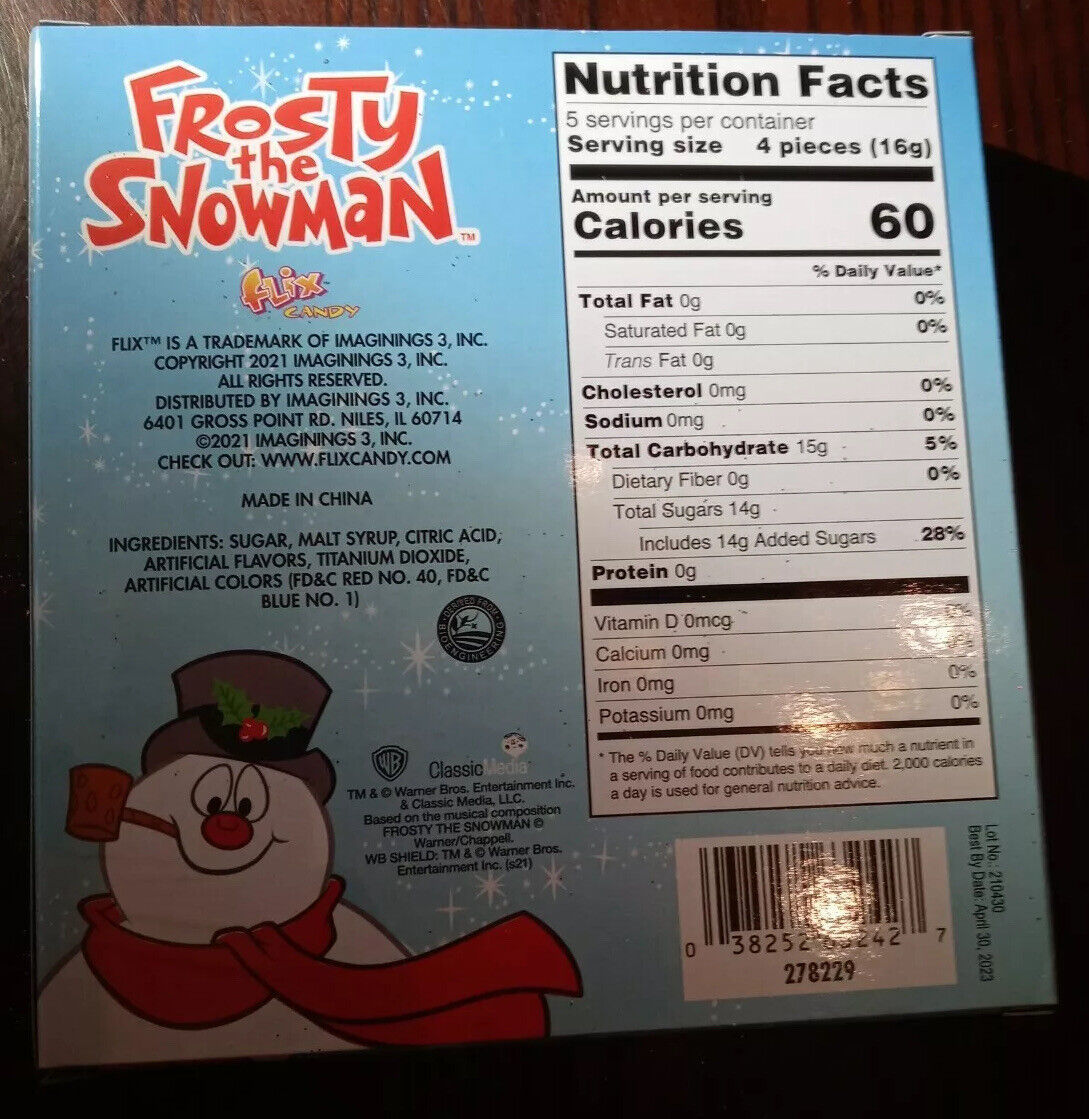 FROSTY
the
SNOWMAN™
FLiX
CANDY
FLIX™ IS A TRADEMARK OF IMAGININGS 3, INC.
COPYRIGHT 2021 IMAGININGS 3, INC.
ALL RIGHTS RESERVED.
DISTRIBUTED BY IMAGININGS 3, INC.
6401 GROSS POINT RD. NILES, IL 60714
©2021 IMAGININGS 3, INC.
CHECK OUT: WWW.FLIXCANDY.COM
MADE IN CHINA
INGREDIENTS: SUGAR, MALT SYRUP, CITRIC ACID,
ARTIFICIAL FLAVORS, TITANIUM DIOXIDE,
ARTIFICIAL COLORS (FD&C RED NO. 40, FD&C
BLUE NO. 1)
DERIVED FROM
BIOENGINEERING
WB
ClassicMedia
TM & © Warner Bros. Entertainment Inc.
& Classic Media, LLC.
Based on the musical composition
FROSTY THE SNOWMAN ©
Warner/Chappell.
WB SHIELD: TM & © Warner Bros.
Entertainment Inc. (s21)
Nutrition Facts
5 servings per container
Serving size 4 pieces (16g)
Amount per serving
Calories 60
% Daily Value*
Total Fat 0g 0%
Saturated Fat 0g 0%
Trans Fat 0g
Cholesterol 0mg 0%
Sodium 0mg 0%
Total Carbohydrate 15g 5%
Dietary Fiber 0g 0%
Total Sugars 14g
Includes 14g Added Sugars 28%
Protein 0g
Vitamin D 0mcg
Calcium 0mg
Iron 0mg 0%
Potassium 0mg 0%
* The % Daily Value (DV) tells you how much a nutrient in
a serving of food contributes to a daily diet. 2,000 calories
a day is used for general nutrition advice.
0 38252 7
278229
Lot No.: 210430
Best By Date: April 30, 2023